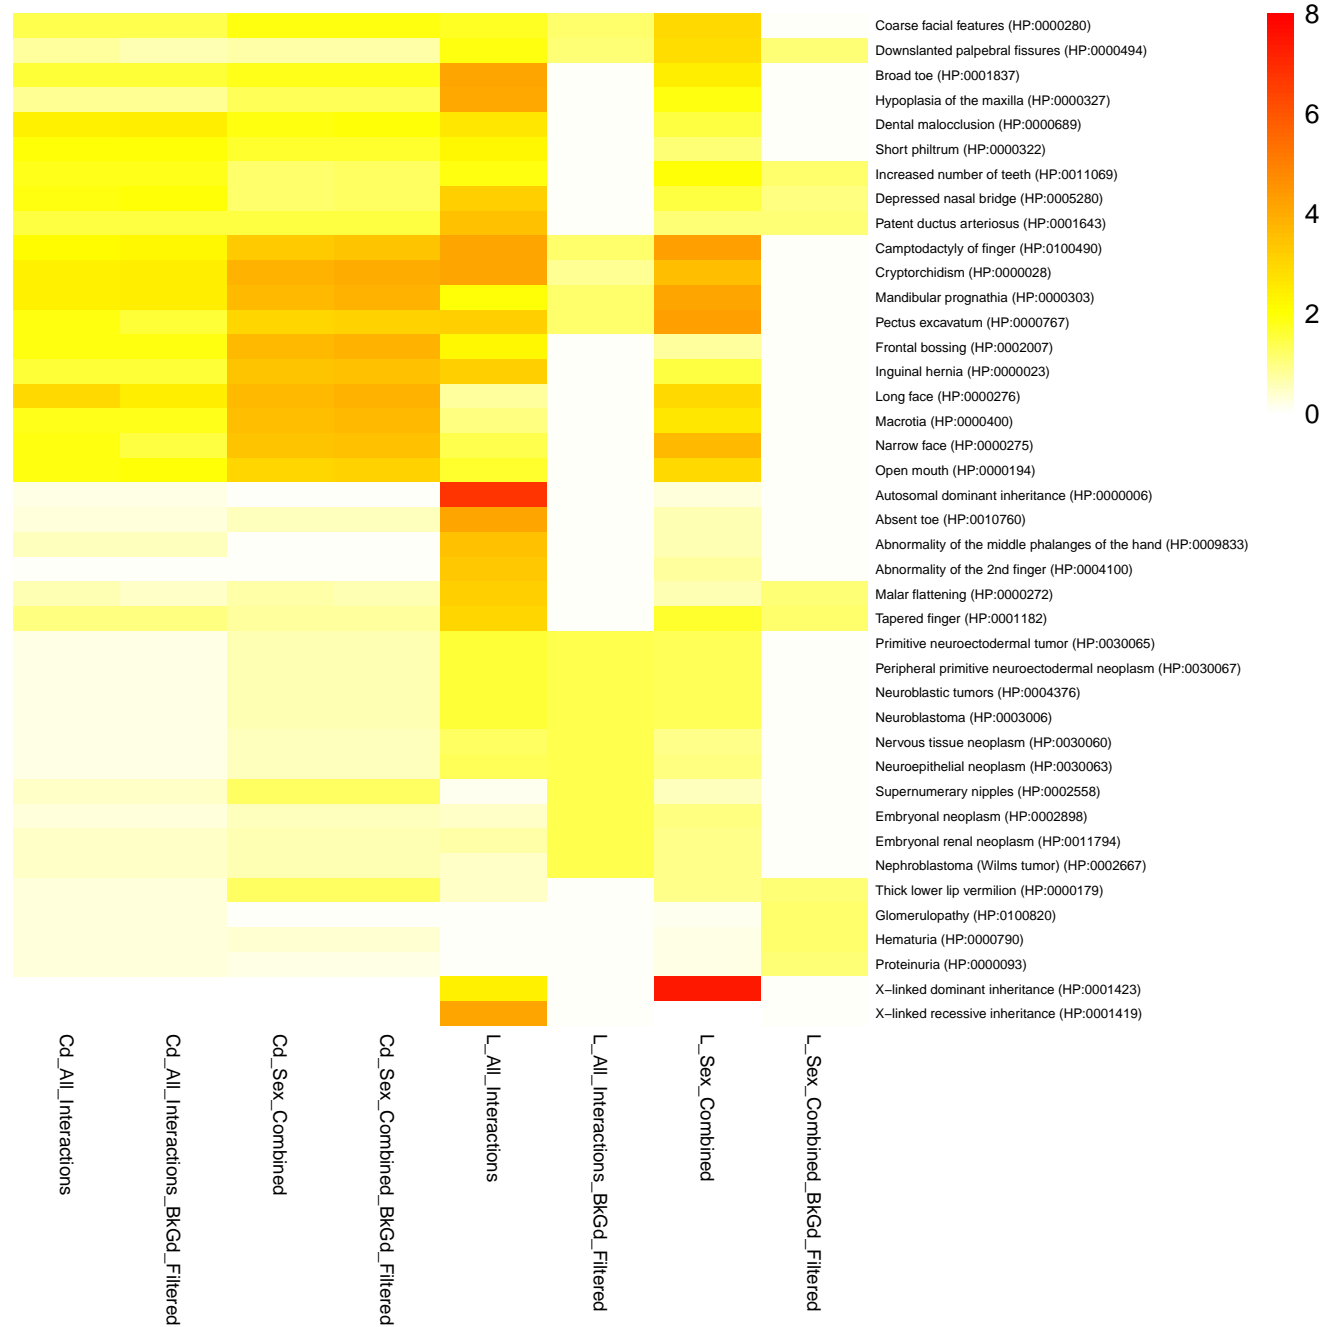 Coarse facial features (HP:0000280)
Downslanted palpebral fissures (HP:0000494)
Broad toe (HP:0001837)
Hypoplasia of the maxilla (HP:0000327)
Dental malocclusion (HP:0000689)
Short philtrum (HP:0000322)
Increased number of teeth (HP:0011069)
Depressed nasal bridge (HP:0005280)
Patent ductus arteriosus (HP:0001643)
Camptodactyly of finger (HP:0100490)
Cryptorchidism (HP:0000028)
Mandibular prognathia (HP:0000303)
Pectus excavatum (HP:0000767)
Frontal bossing (HP:0002007)
Inguinal hernia (HP:0000023)
Long face (HP:0000276)
Macrotia (HP:0000400)
Narrow face (HP:0000275)
Open mouth (HP:0000194)
Autosomal dominant inheritance (HP:0000006)
Absent toe (HP:0010760)
Abnormality of the middle phalanges of the hand (HP:0009833)
Abnormality of the 2nd finger (HP:0004100)
Malar flattening (HP:0000272)
Tapered finger (HP:0001182)
Primitive neuroectodermal tumor (HP:0030065)
Peripheral primitive neuroectodermal neoplasm (HP:0030067)
Neuroblastic tumors (HP:0004376)
Neuroblastoma (HP:0003006)
Nervous tissue neoplasm (HP:0030060)
Neuroepithelial neoplasm (HP:0030063)
Supernumerary nipples (HP:0002558)
Embryonal neoplasm (HP:0002898)
Embryonal renal neoplasm (HP:0011794)
Nephroblastoma (Wilms tumor) (HP:0002667)
Thick lower lip vermilion (HP:0000179)
Glomerulopathy (HP:0100820)
Hematuria (HP:0000790)
Proteinuria (HP:0000093)
X−linked dominant inheritance (HP:0001423)
X−linked recessive inheritance (HP:0001419)
8
6
4
2
0
Cd_All_Interactions
Cd_All_Interactions_BkGd_Filtered
Cd_Sex_Combined
Cd_Sex_Combined_BkGd_Filtered
L_All_Interactions
L_All_Interactions_BkGd_Filtered
L_Sex_Combined
L_Sex_Combined_BkGd_Filtered